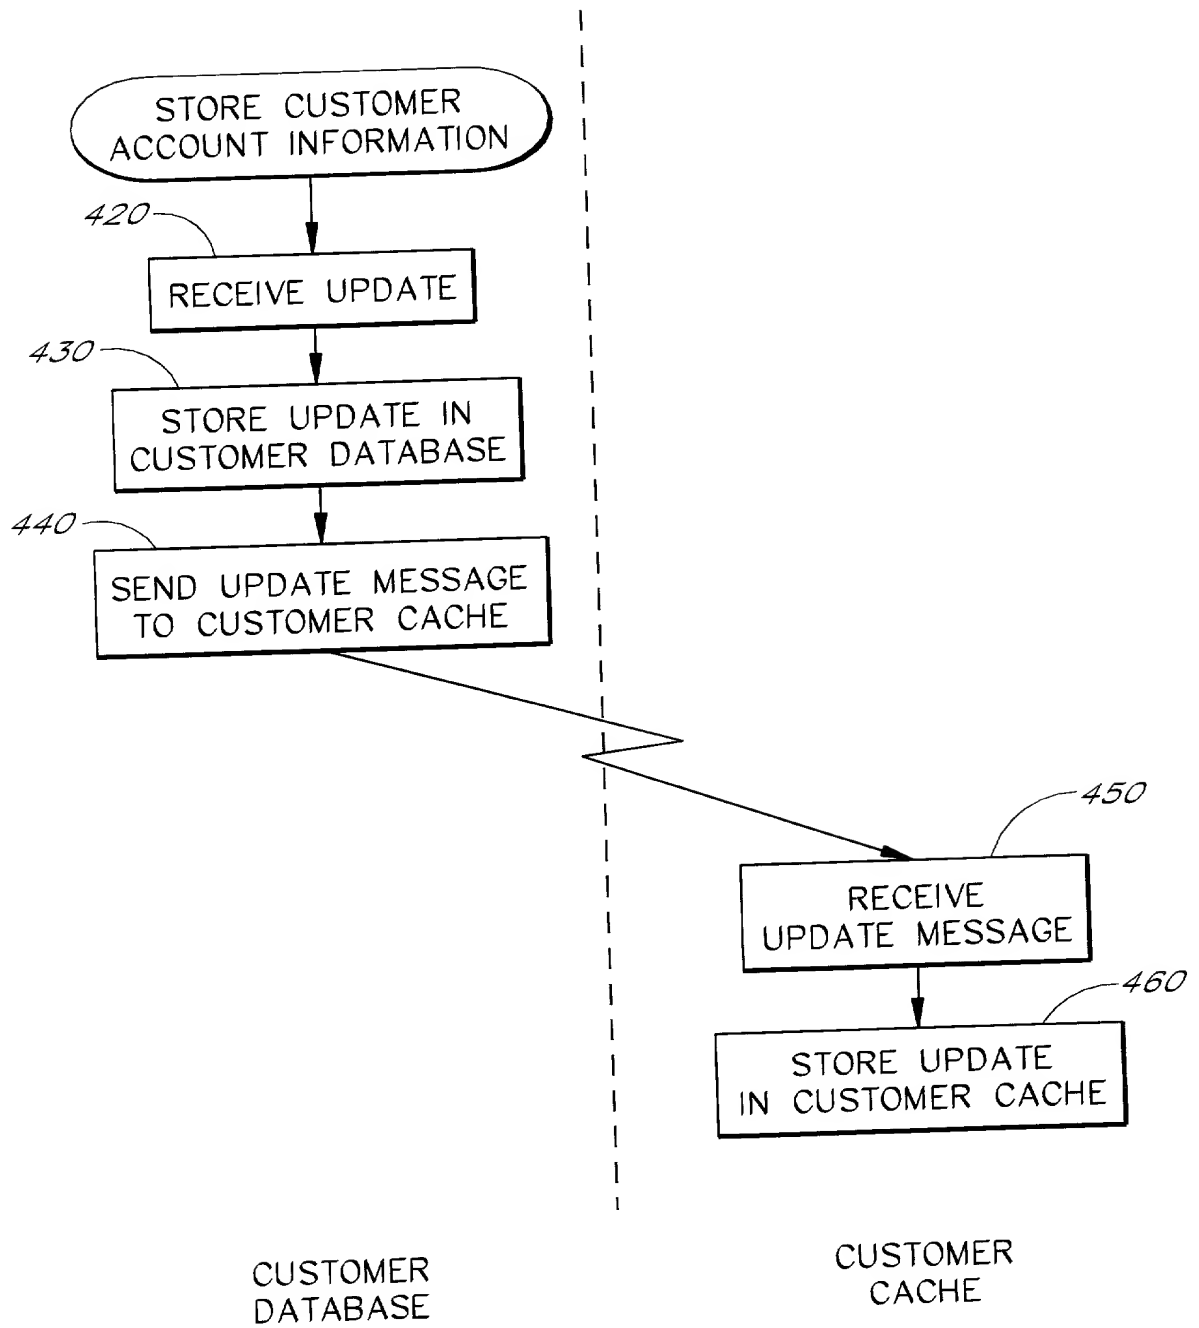 STORE CUSTOMER
ACCOUNT INFORMATION
420
RECEIVE UPDATE
430
STORE UPDATE IN
CUSTOMER DATABASE
440
SEND UPDATE MESSAGE
TO CUSTOMER CACHE
450
RECEIVE
UPDATE MESSAGE
460
STORE UPDATE
IN CUSTOMER CACHE
CUSTOMER
DATABASE
CUSTOMER
CACHE